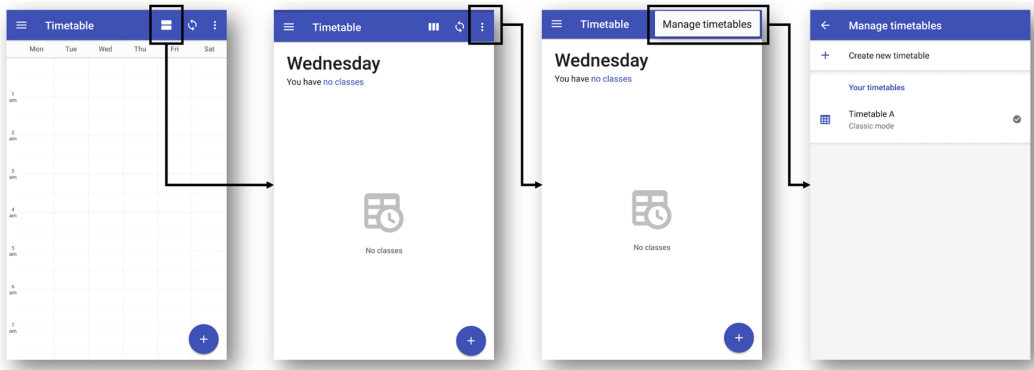 Timetable
Mon Tue Wed Thu Fri Sat
1
am
2
am
3
am
4
am
5
am
6
am
7
am
Timetable
Wednesday
You have no classes
No classes
Timetable
Manage timetables
Wednesday
You have no classes
No classes
Manage timetables
Create new timetable
Your timetables
Timetable A
Classic mode